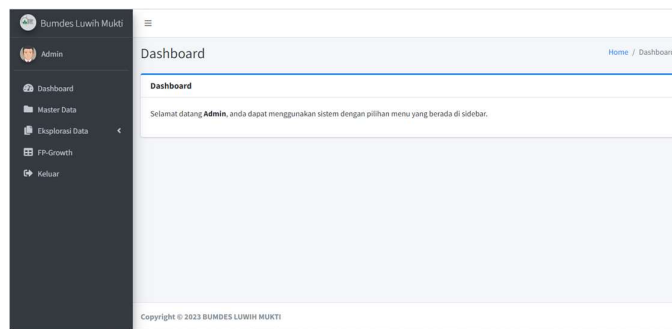 Bumdes Luwih Mukti
Admin
Dashboard
Master Data
Eksplorasi Data
FP-Growth
Keluar
Dashboard
Home / Dashboard
Dashboard
Selamat datang Admin, anda dapat menggunakan sistem dengan pilihan menu yang berada di sidebar.
Copyright © 2023 BUMDES LUWIH MUKTI